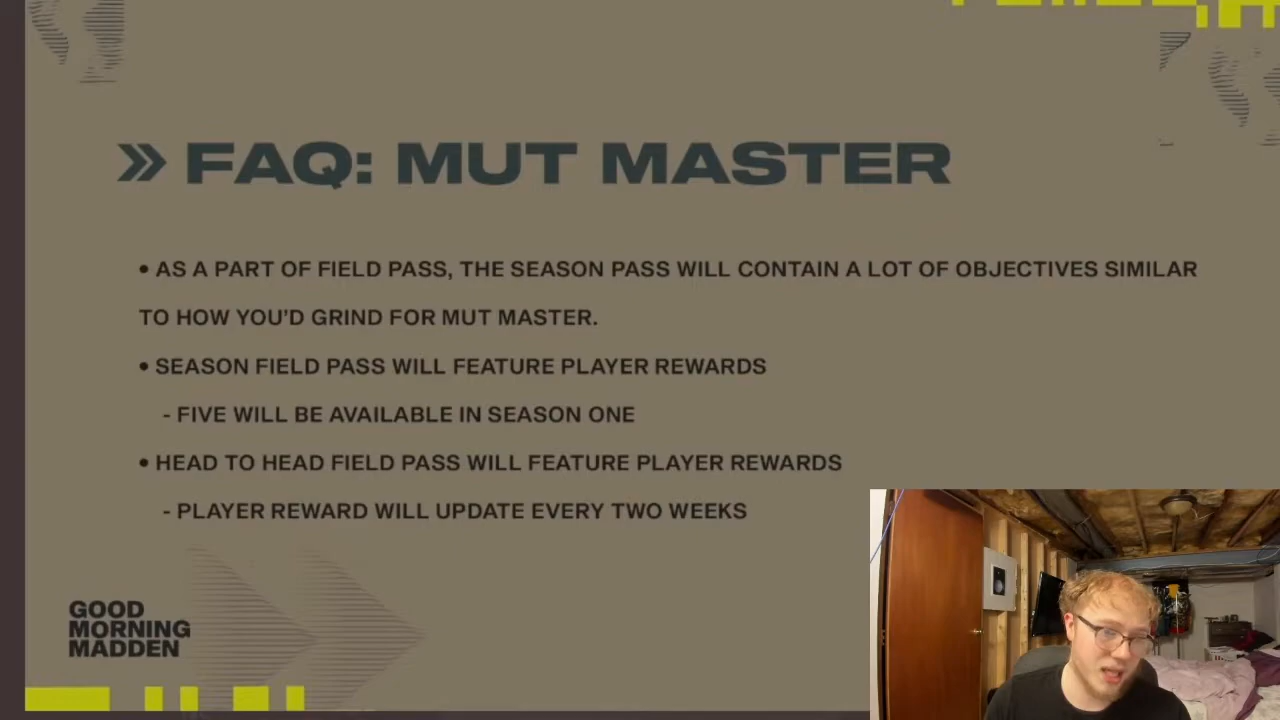 FAQ: MUT MASTER
• AS A PART OF FIELD PASS, THE SEASON PASS WILL CONTAIN A LOT OF OBJECTIVES SIMILAR
TO HOW YOU'D GRIND FOR MUT MASTER.
• SEASON FIELD PASS WILL FEATURE PLAYER REWARDS
- FIVE WILL BE AVAILABLE IN SEASON ONE
• HEAD TO HEAD FIELD PASS WILL FEATURE PLAYER REWARDS
- PLAYER REWARD WILL UPDATE EVERY TWO WEEKS
GOOD
MORNING
MADDEN